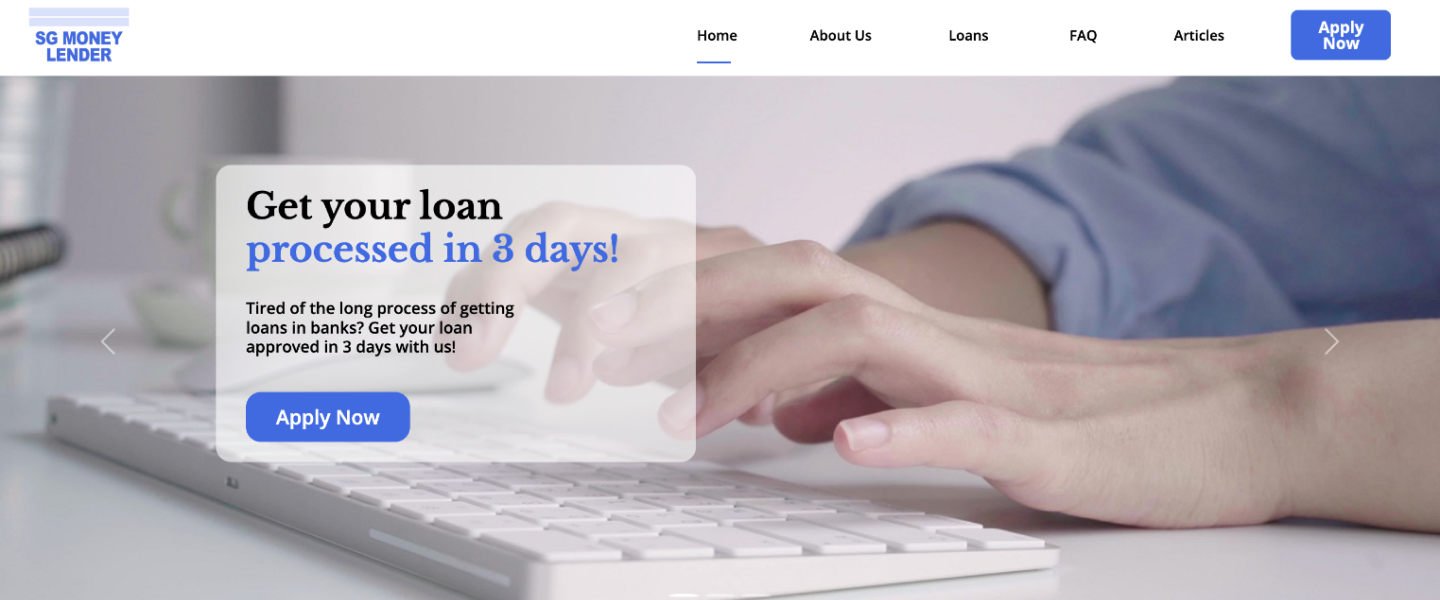 SG MONEY
LENDER
Home
About Us
Loans
FAQ
Articles
Apply
Now
Get your loan
processed in 3 days!
Tired of the long process of getting
loans in banks? Get your loan
approved in 3 days with us!
Apply Now